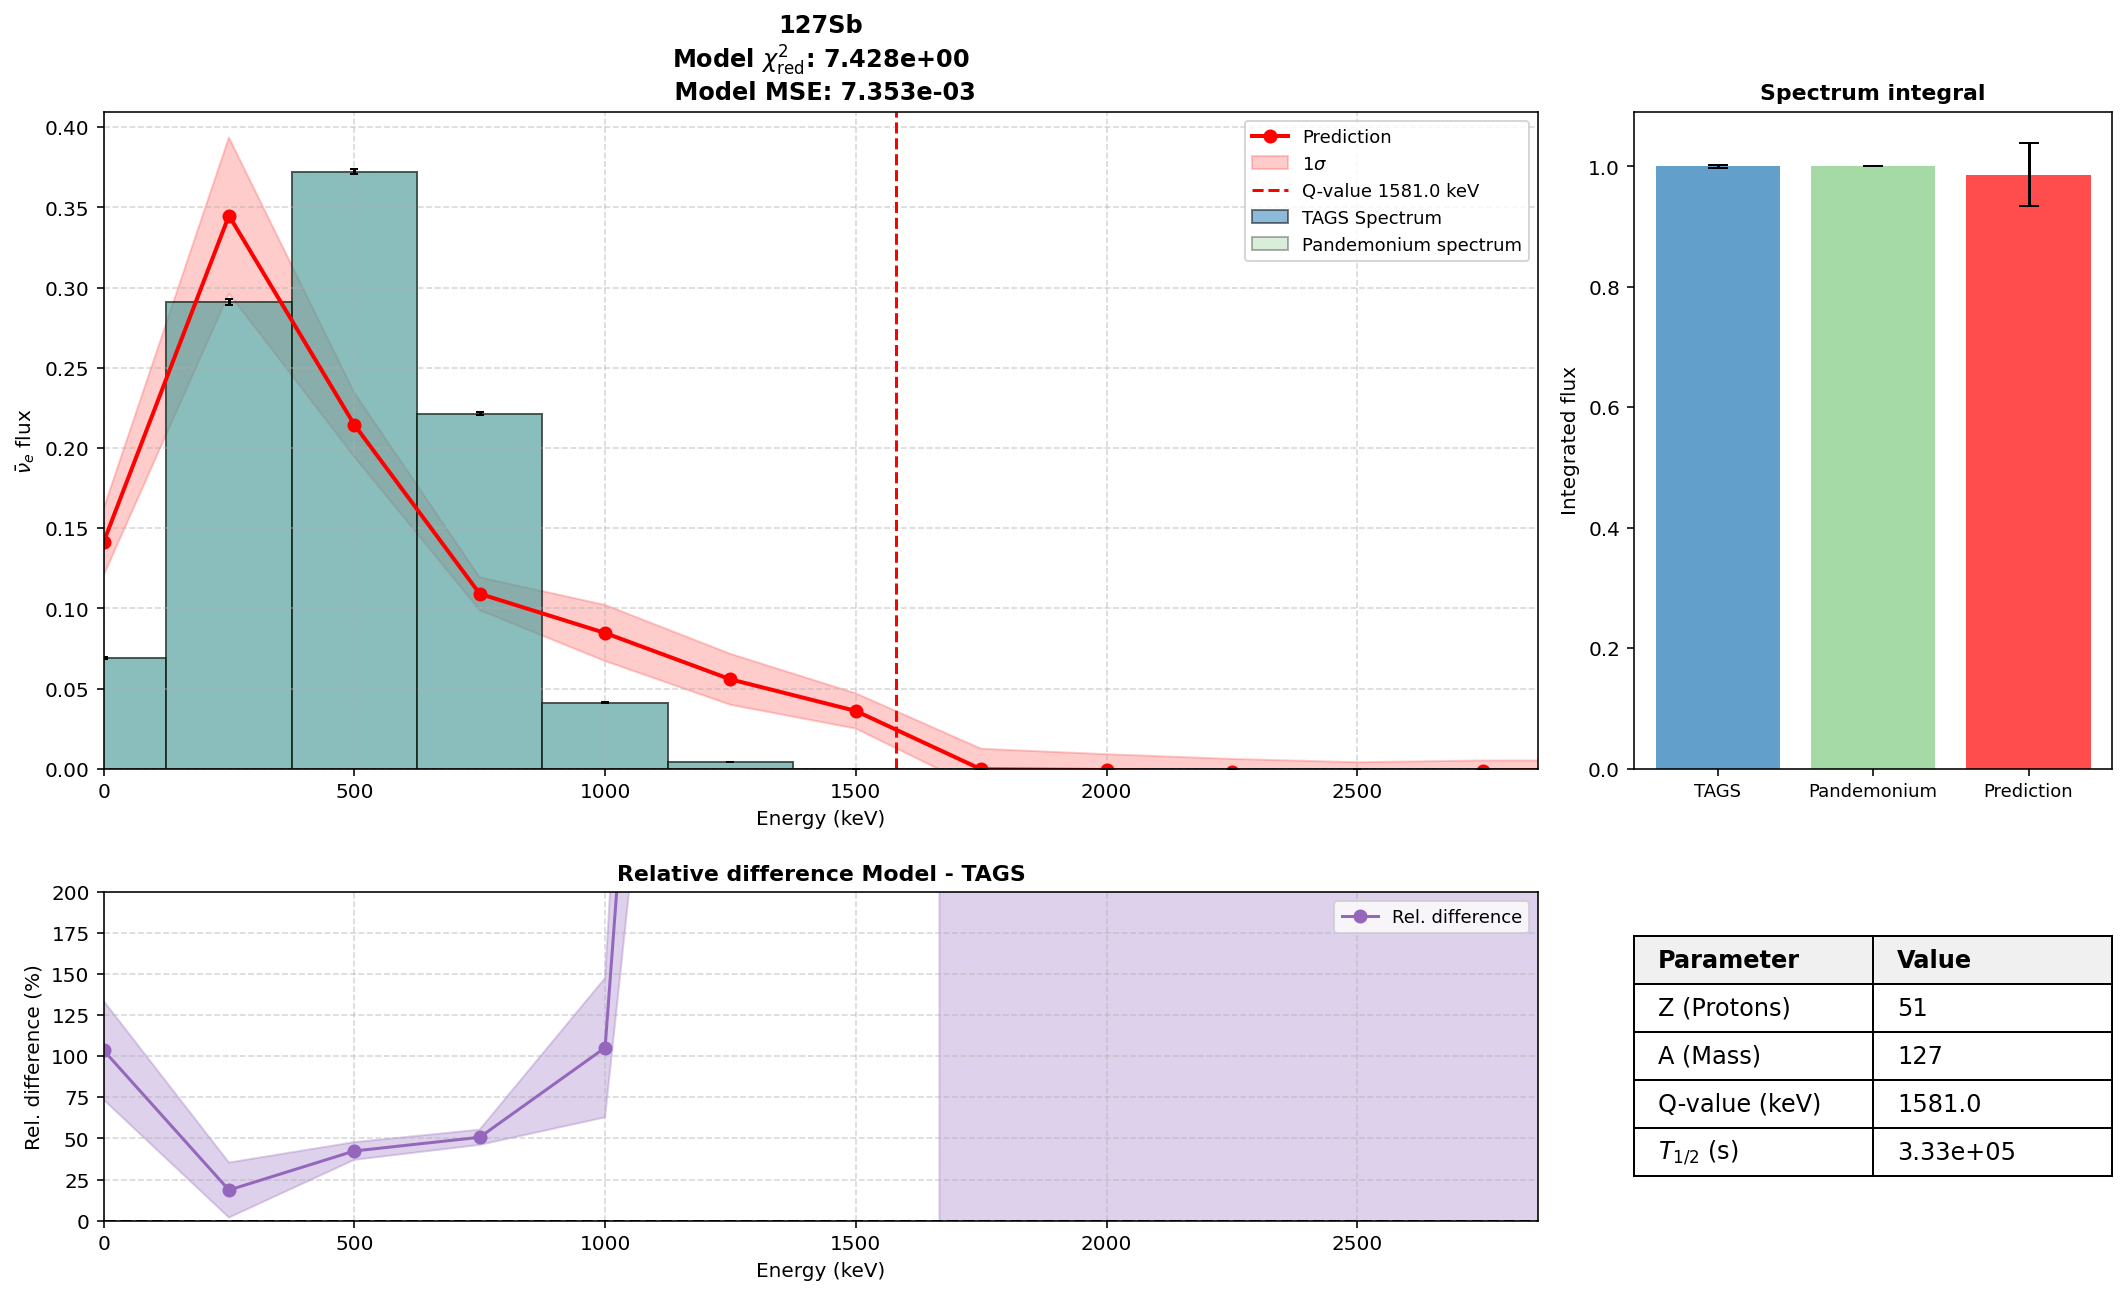 127Sb
Model χ²red: 7.428e+00
Model MSE: 7.353e-03
ν̄e flux
0.40
0.35
0.30
0.25
0.20
0.15
0.10
0.05
0.00
0 500 1000 1500 2000 2500
Energy (keV)
Prediction
1σ
Q-value 1581.0 keV
TAGS Spectrum
Pandemonium spectrum
Spectrum integral
Integrated flux
1.0
0.8
0.6
0.4
0.2
0.0
TAGS Pandemonium Prediction
Relative difference Model - TAGS
Rel. difference (%)
200
175
150
125
100
75
50
25
0
0 500 1000 1500 2000 2500
Energy (keV)
Rel. difference
Parameter Value
Z (Protons) 51
A (Mass) 127
Q-value (keV) 1581.0
T1/2 (s) 3.33e+05